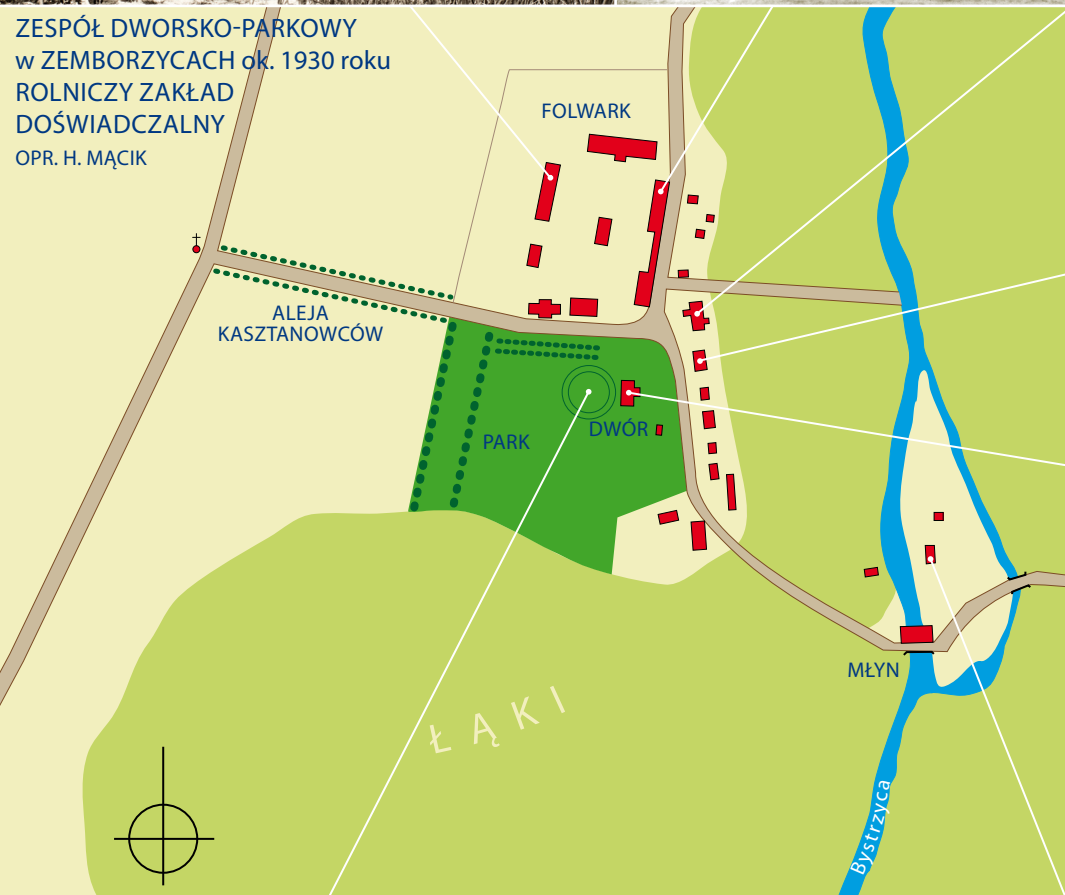 ZESPÓŁ DWORSKO-PARKOWY
w ZEMBORZYCACH ok. 1930 roku
ROLNICZY ZAKŁAD
DOŚWIADCZALNY
OPR. H. MĄCIK
FOLWARK
ALEJA
KASZTANOWCÓW
DWÓR
PARK
MŁYN
ŁĄKI
Bystrzyca